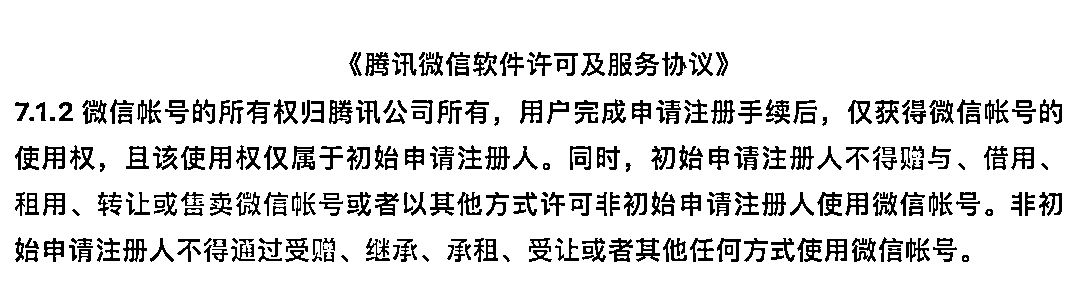 《腾讯微信软件许可及服务协议》
7.1.2 微信帐号的所有权归腾讯公司所有，用户完成申请注册手续后，仅获得微信帐号的
使用权，且该使用权仅属于初始申请注册人。同时，初始申请注册人不得赠与、借用、
租用、转让或售卖微信帐号或者以其他方式许可非初始申请注册人使用微信帐号。非初
始申请注册人不得通过受赠、继承、承租、受让或者其他任何方式使用微信帐号。